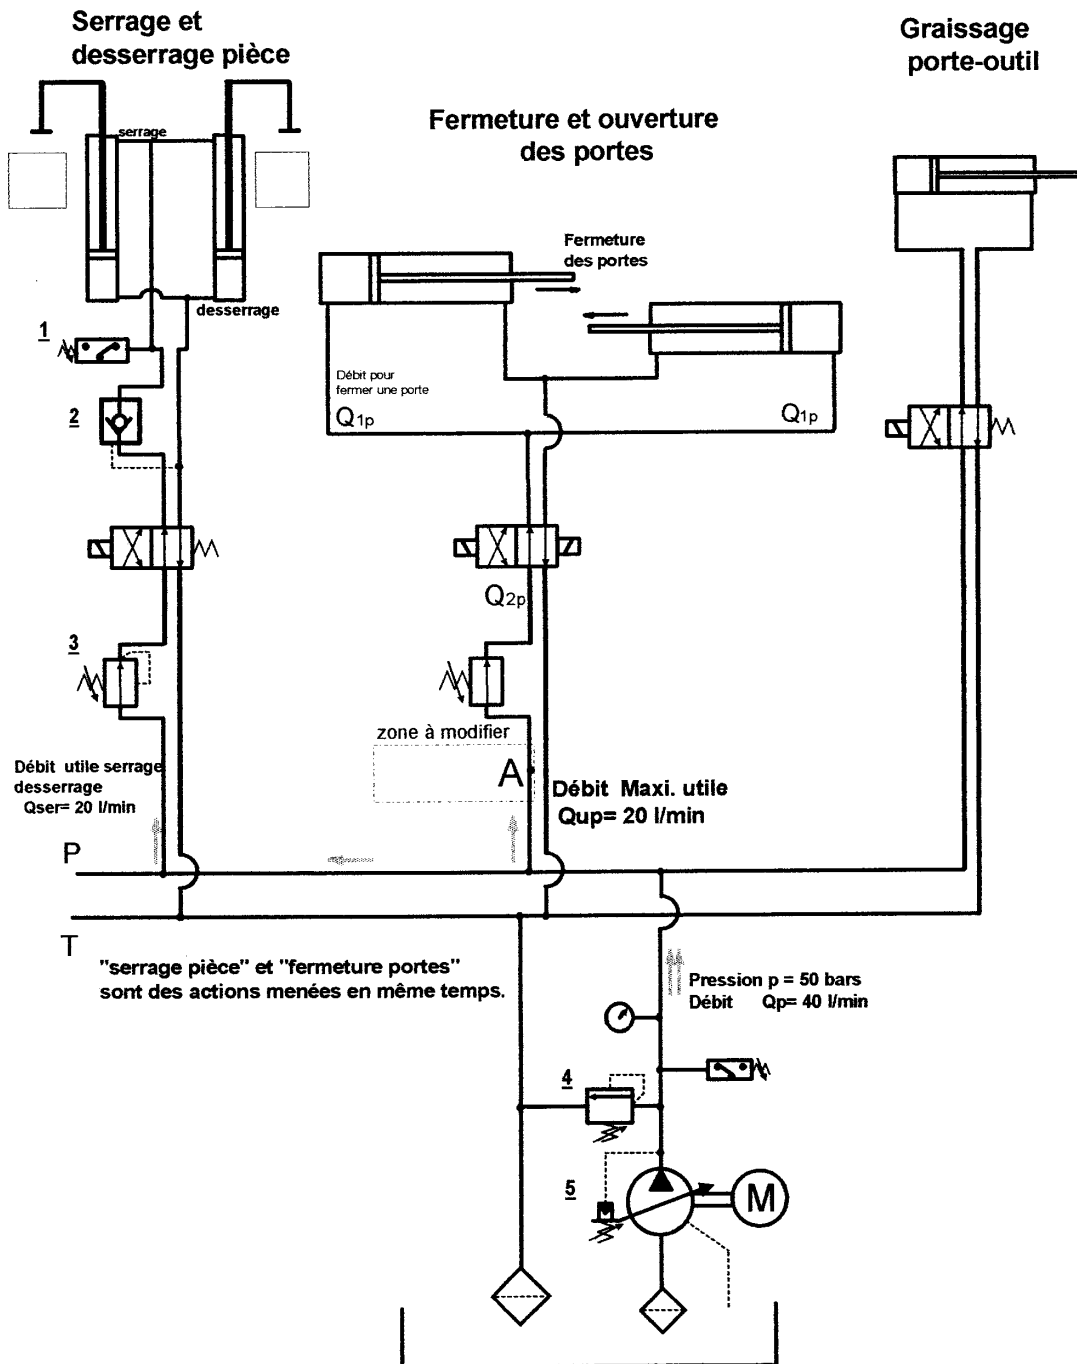 Serrage et
desserrage pièce
Graissage
porte-outil
Fermeture et ouverture
des portes
serrage
Fermeture
des portes
desserrage
1
Débit pour
fermer une porte
Q1p
Q1p
2
Q2p
3
zone à modifier
A
Débit utile serrage
desserrage
Qser= 20 l/min
Débit Maxi. utile
Qup= 20 l/min
P
T
"serrage pièce" et "fermeture portes"
sont des actions menées en même temps.
Pression p = 50 bars
Débit Qp= 40 l/min
4
5
M